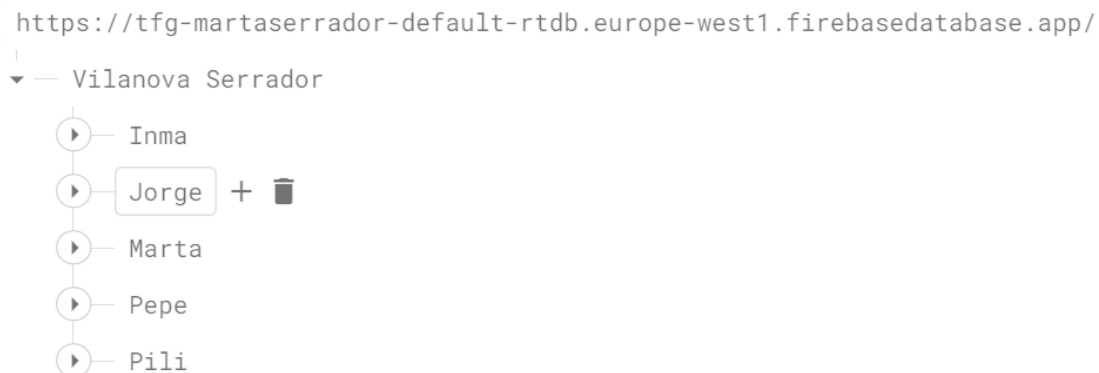 https://tfg-martaserrador-default-rtdb.europe-west1.firebasedatabase.app/
Vilanova Serrador
Inma
Jorge
Marta
Pepe
Pili